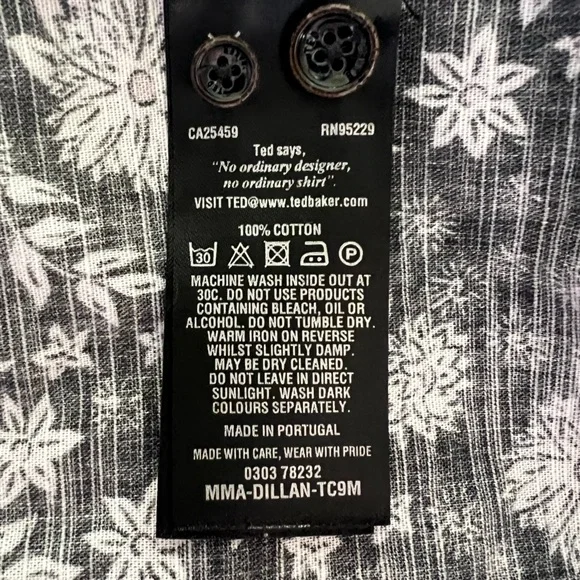 CA25459 RN95229
Ted says,
"No ordinary designer,
no ordinary shirt".
VISIT TED@www.tedbaker.com
100% COTTON
30 P
MACHINE WASH INSIDE OUT AT
30C. DO NOT USE PRODUCTS
CONTAINING BLEACH, OIL OR
ALCOHOL. DO NOT TUMBLE DRY.
WARM IRON ON REVERSE
WHILST SLIGHTLY DAMP.
MAY BE DRY CLEANED.
DO NOT LEAVE IN DIRECT
SUNLIGHT. WASH DARK
COLOURS SEPARATELY.
MADE IN PORTUGAL
MADE WITH CARE, WEAR WITH PRIDE
0303 78232
MMA-DILLAN-TC9M